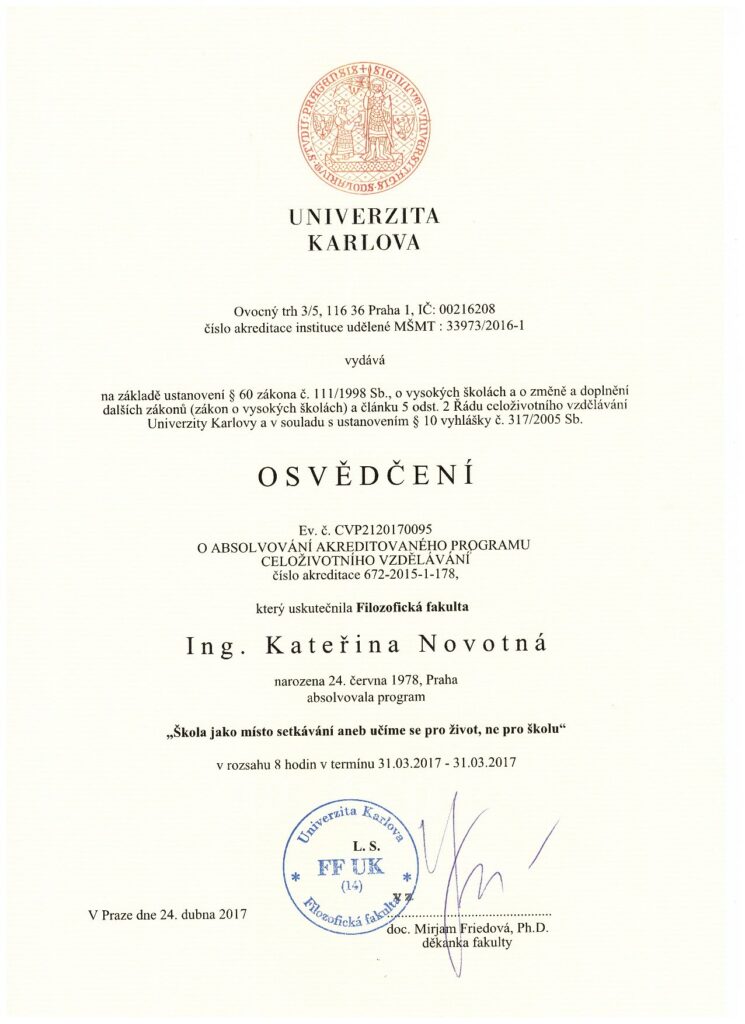 SIGILLVM · VNIVERSITATIS · SCOLARIVM · STVDII · PRAGENSIS
UNIVERZITA
KARLOVA
Ovocný trh 3/5, 116 36 Praha 1, IČ: 00216208
číslo akreditace instituce udělené MŠMT : 33973/2016-1
vydává
na základě ustanovení § 60 zákona č. 111/1998 Sb., o vysokých školách a o změně a doplnění
dalších zákonů (zákon o vysokých školách) a článku 5 odst. 2 Řádu celoživotního vzdělávání
Univerzity Karlovy a v souladu s ustanovením § 10 vyhlášky č. 317/2005 Sb.
OSVĚDČENÍ
Ev. č. CVP2120170095
O ABSOLVOVÁNÍ AKREDITOVANÉHO PROGRAMU
CELOŽIVOTNÍHO VZDĚLÁVÁNÍ
číslo akreditace 672-2015-1-178,
který uskutečnila Filozofická fakulta
Ing. Kateřina Novotná
narozena 24. června 1978, Praha
absolvovala program
„Škola jako místo setkávání aneb učíme se pro život, ne pro školu“
v rozsahu 8 hodin v termínu 31.03.2017 - 31.03.2017
Univerzita Karlova
L. S.
FF UK
(14)
Filozofická fakulta
V Praze dne 24. dubna 2017
vz
doc. Mirjam Friedová, Ph.D.
děkanka fakulty